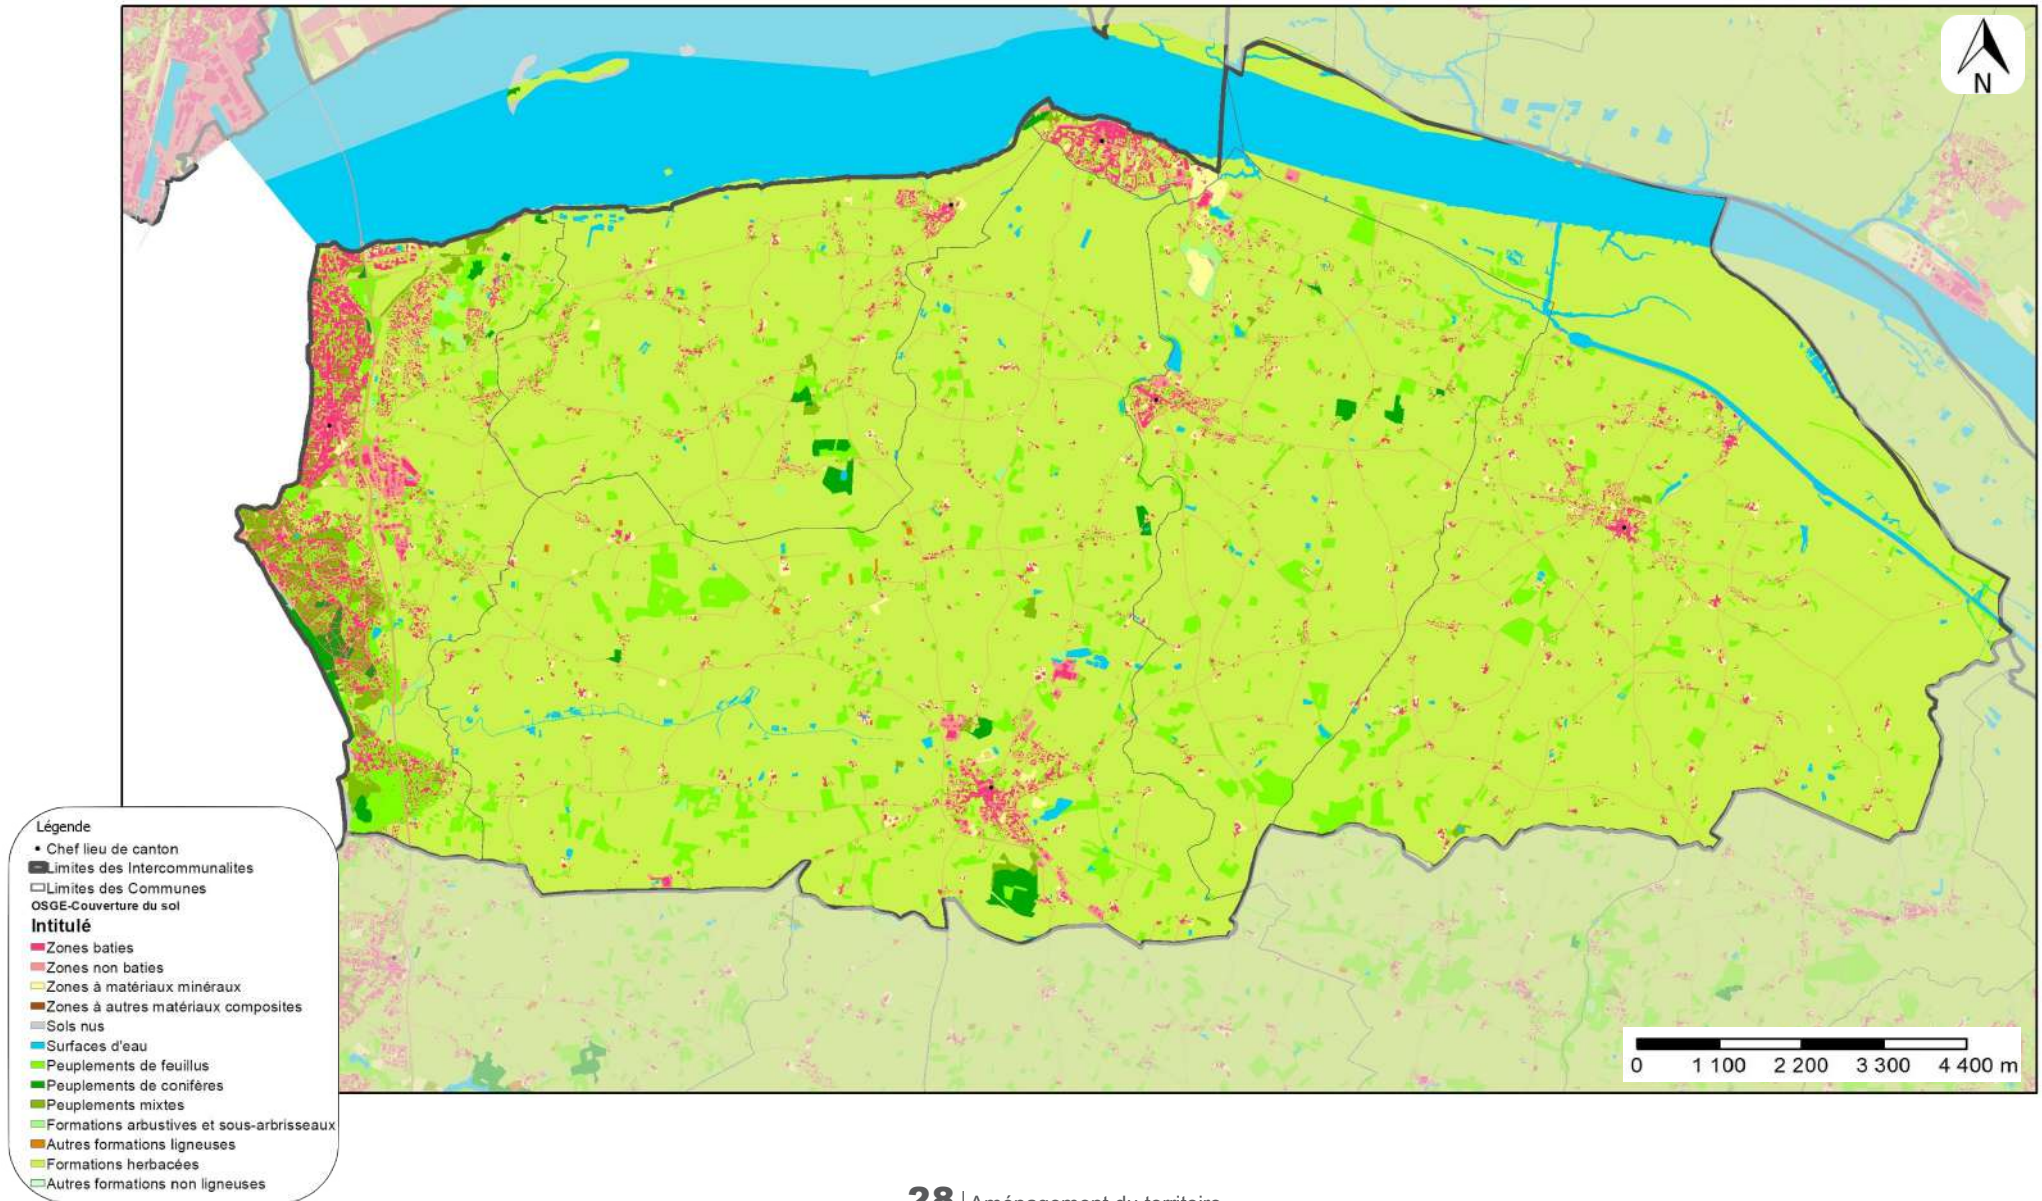 N
Légende
• Chef lieu de canton
Limites des Intercommunalites
Limites des Communes
OSGE-Couverture du sol
Intitulé
Zones baties
Zones non baties
Zones à matériaux minéraux
Zones à autres matériaux composites
Sols nus
Surfaces d'eau
Peuplements de feuillus
Peuplements de conifères
Peuplements mixtes
Formations arbustives et sous-arbrisseaux
Autres formations ligneuses
Formations herbacées
Autres formations non ligneuses
0 1 100 2 200 3 300 4 400 m
28 | Aménagement du territoire